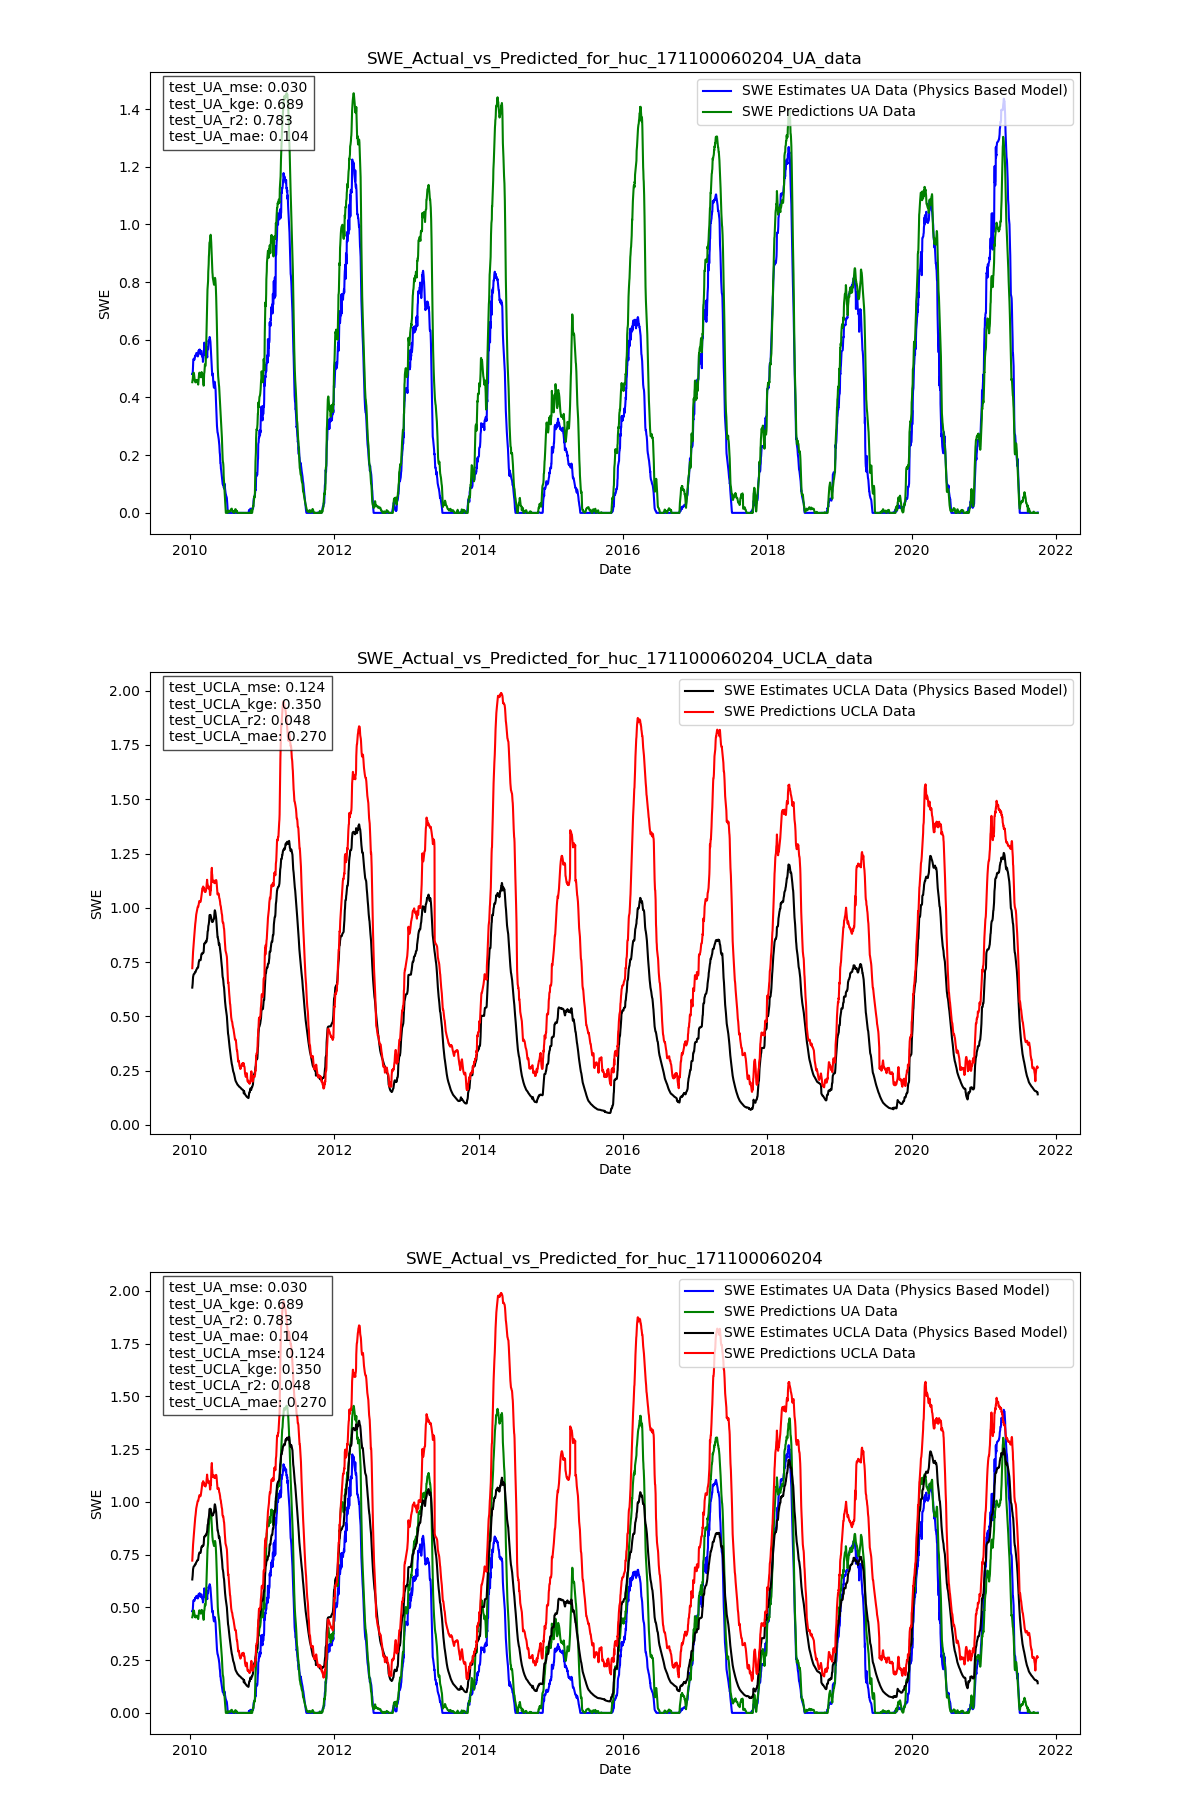 SWE_Actual_vs_Predicted_for_huc_171100060204_UA_data
test_UA_mse: 0.030
test_UA_kge: 0.689
test_UA_r2: 0.783
test_UA_mae: 0.104
SWE Estimates UA Data (Physics Based Model)
SWE Predictions UA Data
1.4
1.2
1.0
0.8
0.6
0.4
0.2
0.0
SWE
2010 2012 2014 2016 2018 2020 2022
Date
SWE_Actual_vs_Predicted_for_huc_171100060204_UCLA_data
test_UCLA_mse: 0.124
test_UCLA_kge: 0.350
test_UCLA_r2: 0.048
test_UCLA_mae: 0.270
SWE Estimates UCLA Data (Physics Based Model)
SWE Predictions UCLA Data
2.00
1.75
1.50
1.25
1.00
0.75
0.50
0.25
0.00
SWE
2010 2012 2014 2016 2018 2020 2022
Date
SWE_Actual_vs_Predicted_for_huc_171100060204
test_UA_mse: 0.030
test_UA_kge: 0.689
test_UA_r2: 0.783
test_UA_mae: 0.104
test_UCLA_mse: 0.124
test_UCLA_kge: 0.350
test_UCLA_r2: 0.048
test_UCLA_mae: 0.270
SWE Estimates UA Data (Physics Based Model)
SWE Predictions UA Data
SWE Estimates UCLA Data (Physics Based Model)
SWE Predictions UCLA Data
2.00
1.75
1.50
1.25
1.00
0.75
0.50
0.25
0.00
SWE
2010 2012 2014 2016 2018 2020 2022
Date